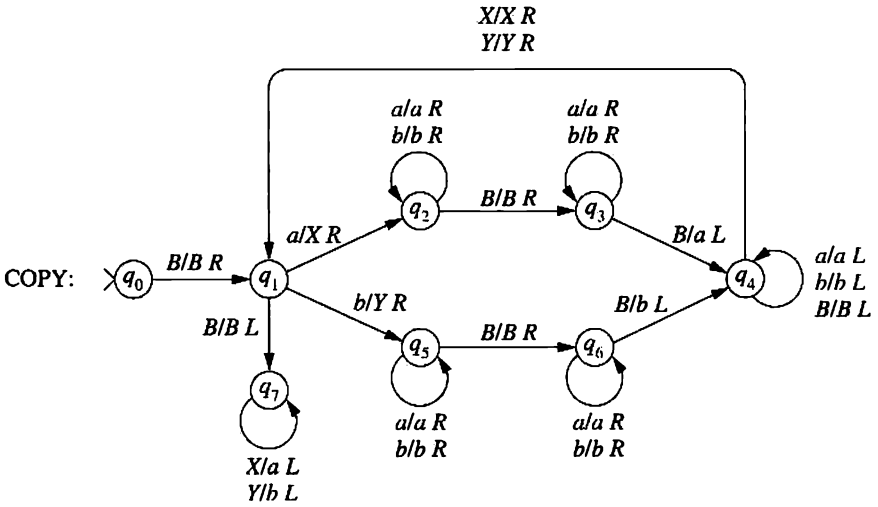 X/X R
Y/Y R
a/a R
b/b R
a/a R
b/b R
q2
B/B R
q3
a/X R
B/a L
COPY:
q0
B/B R
q1
q4
a/a L
b/b L
B/B L
b/Y R
B/b L
B/B L
q5
B/B R
q6
q7
a/a R
b/b R
a/a R
b/b R
X/a L
Y/b L